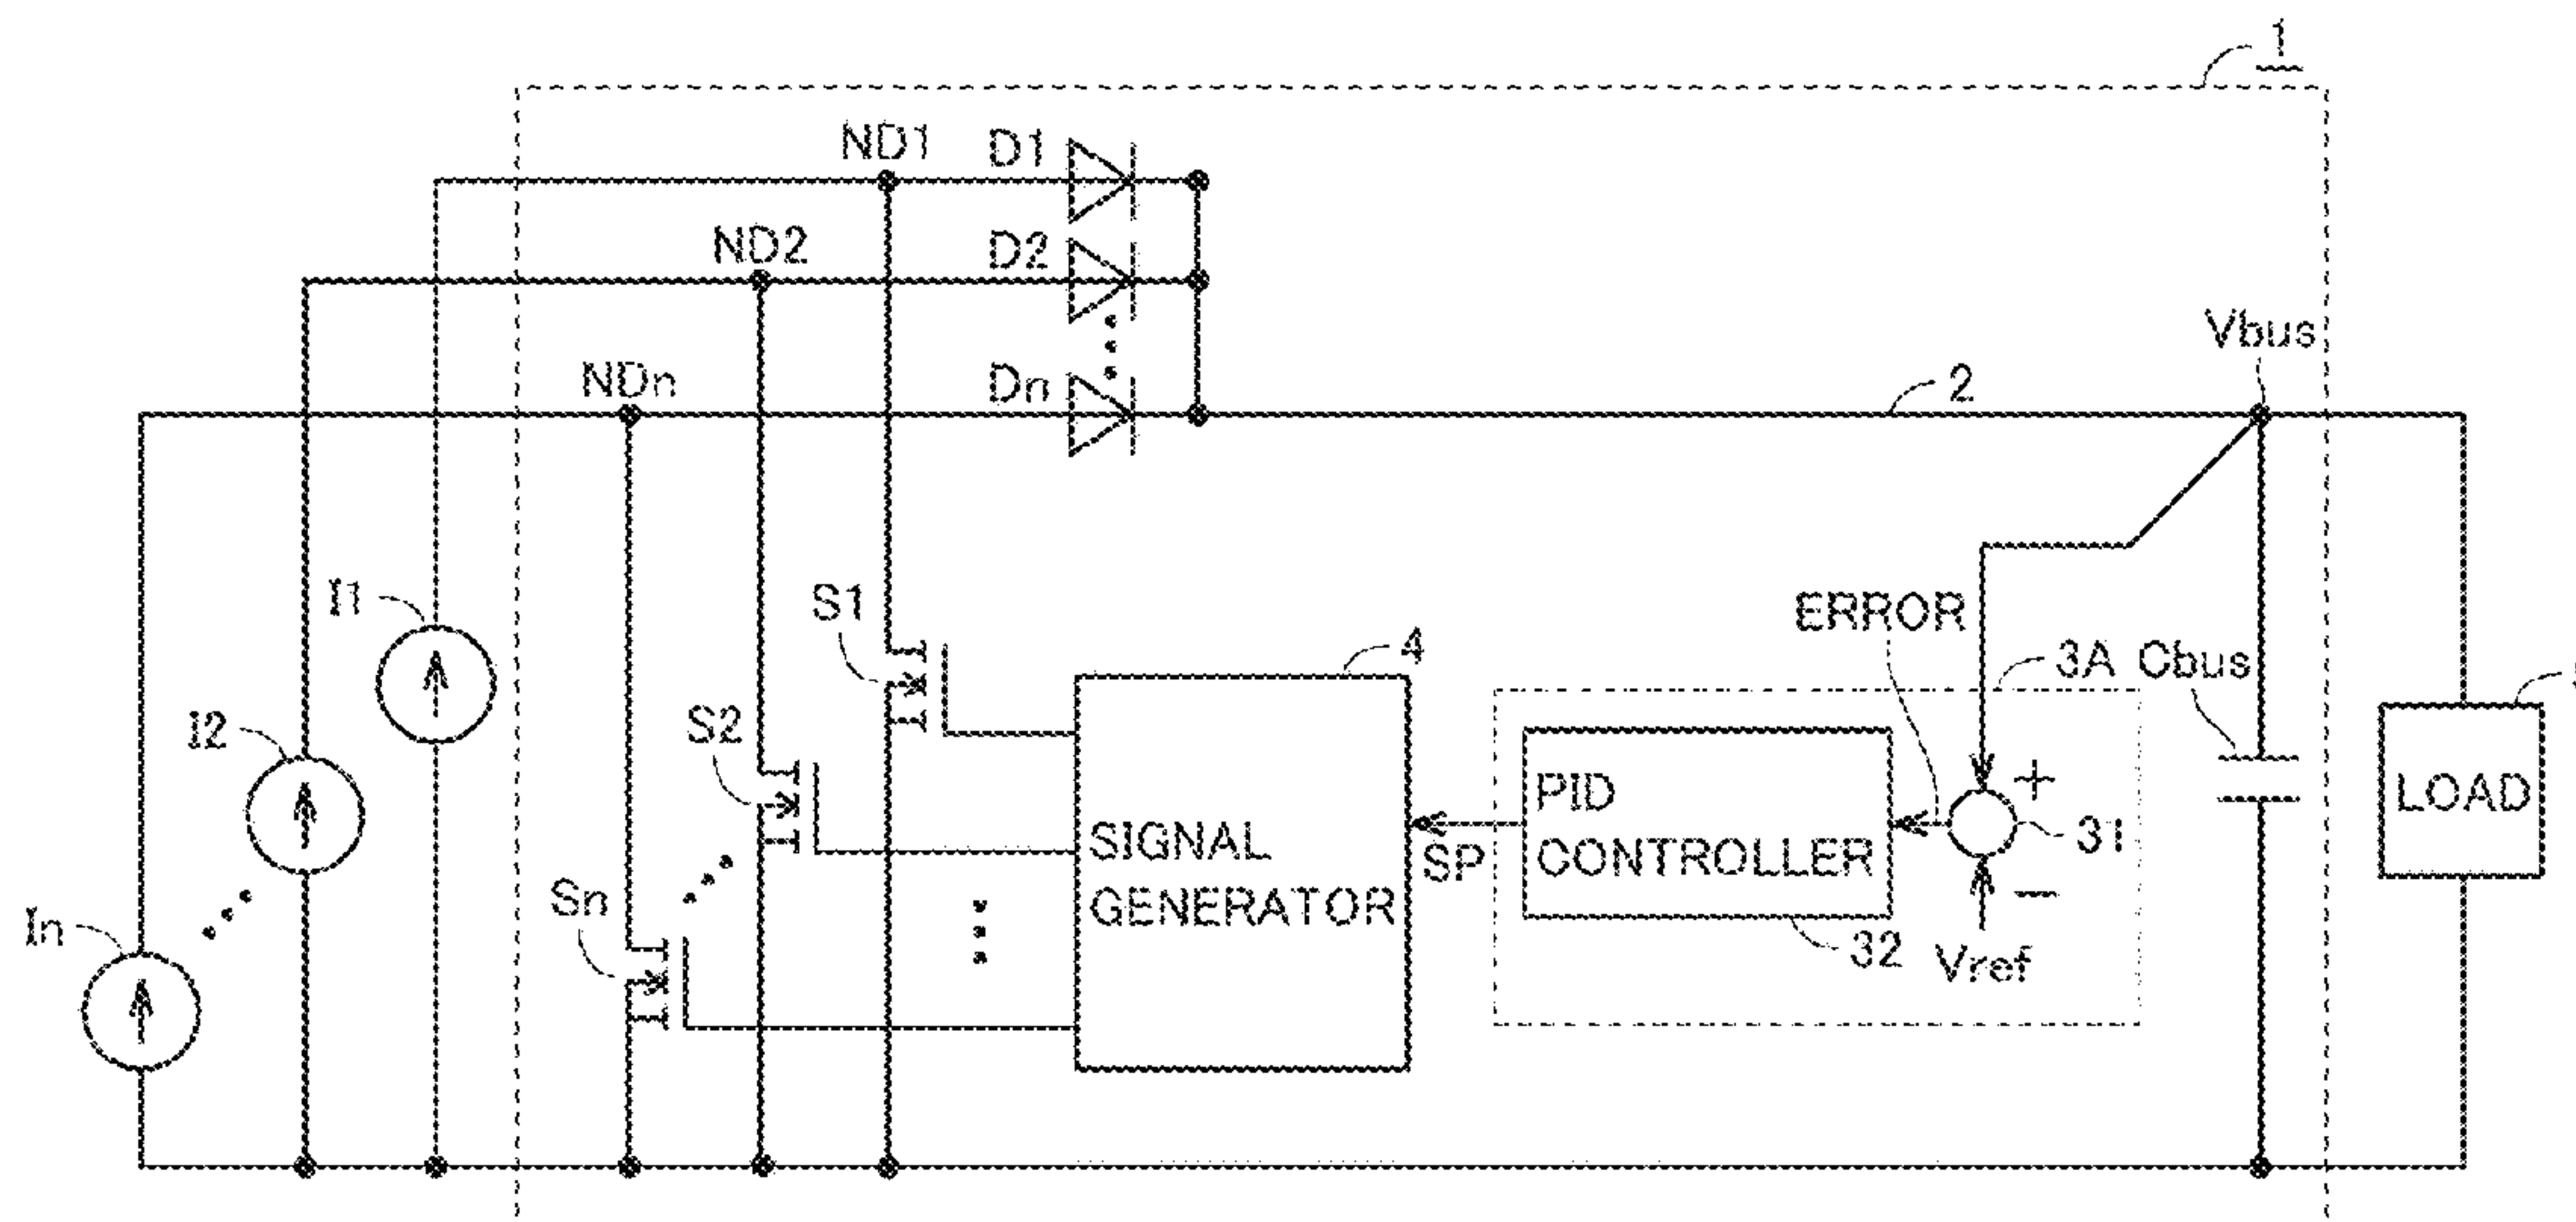 1
ND1 D1
ND2 D2
Vbus
NDn Dn 2
I1 S1 ERROR
4 3A Cbus
I2 S2
PID CONTROLLER + LOAD
SIGNAL GENERATOR SP 31
Sn −
In 32 Vref